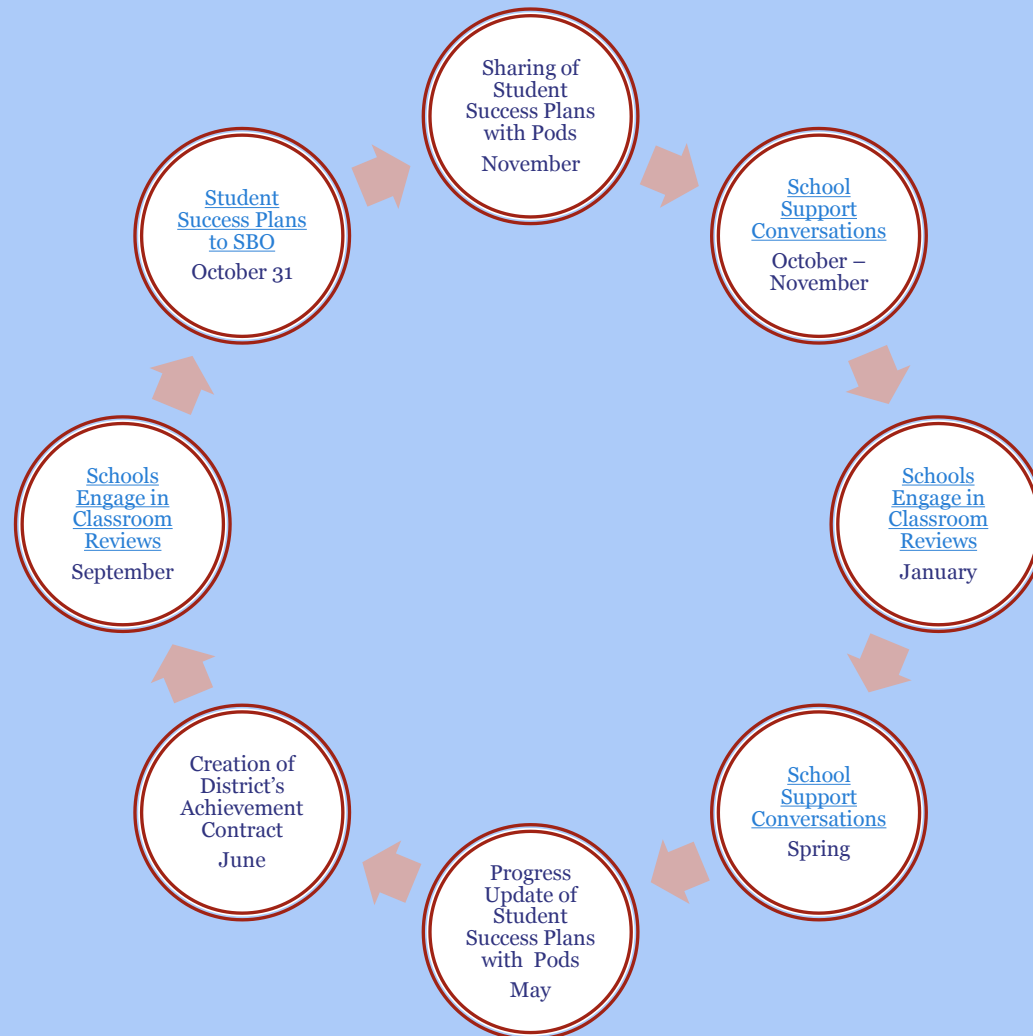 Sharing of
Student
Success Plans
with Pods
November
School
Support
Conversations
October –
November
Schools
Engage in
Classroom
Reviews
January
School
Support
Conversations
Spring
Progress
Update of
Student
Success Plans
with Pods
May
Creation of
District’s
Achievement
Contract
June
Schools
Engage in
Classroom
Reviews
September
Student
Success Plans
to SBO
October 31